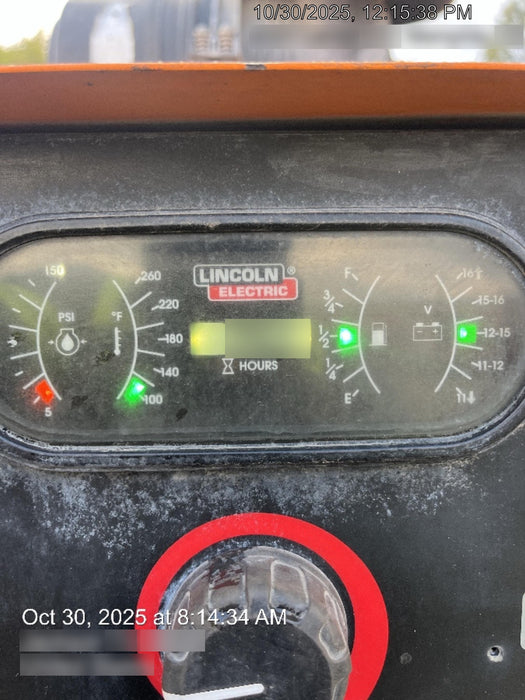 10/30/2025, 12:15:38 PM
LINCOLN®
ELECTRIC
HOURS
150
PSI
5
260
220
°F
180
140
100
F
3/4
1/2
1/4
E
V
16↑
15-16
12-15
11-12
11↓
Oct 30, 2025 at 8:14:34 AM